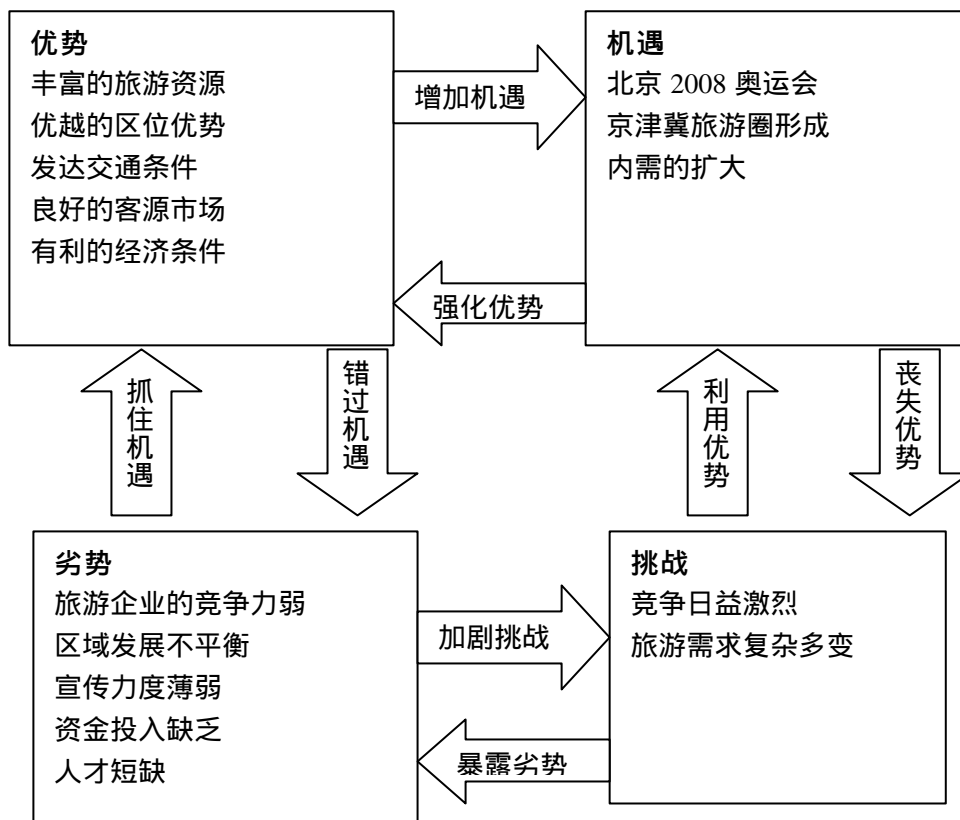 优势
丰富的旅游资源
优越的区位优势
发达交通条件
良好的客源市场
有利的经济条件
增加机遇
强化优势
机遇
北京 2008 奥运会
京津冀旅游圈形成
内需的扩大
抓住机遇
错过机遇
利用优势
丧失优势
劣势
旅游企业的竞争力弱
区域发展不平衡
宣传力度薄弱
资金投入缺乏
人才短缺
加剧挑战
暴露劣势
挑战
竞争日益激烈
旅游需求复杂多变